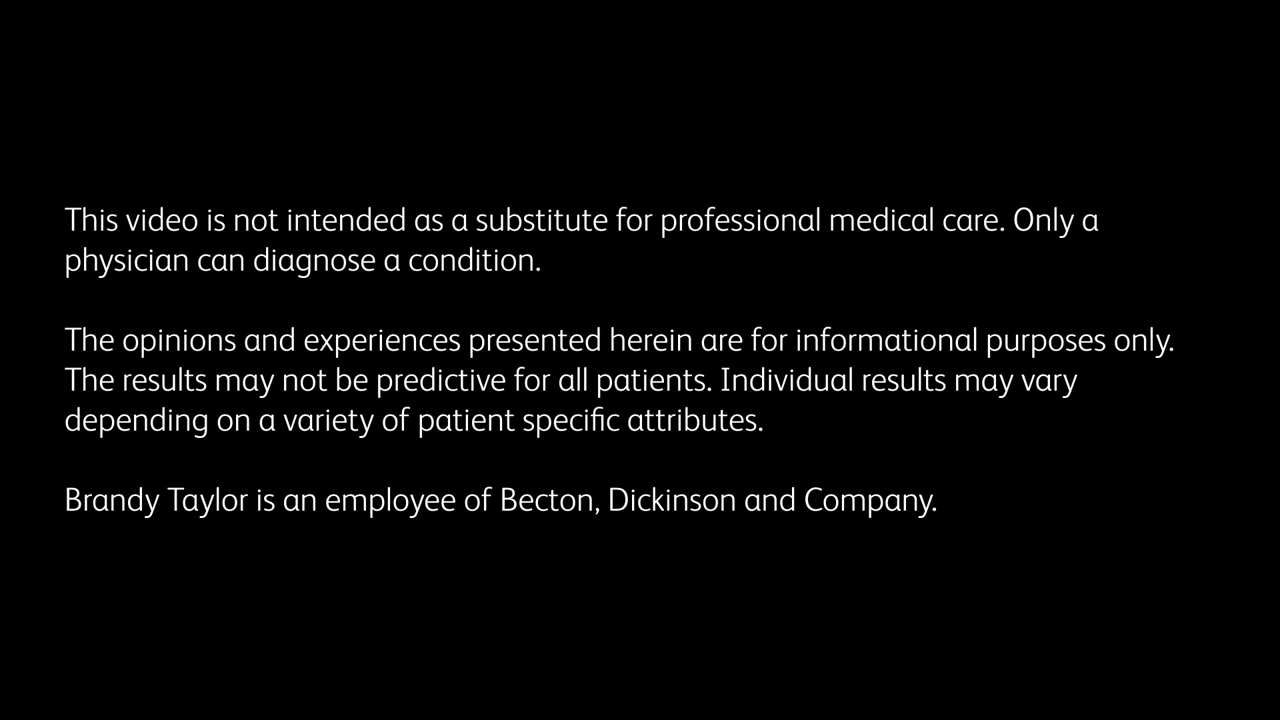 This video is not intended as a substitute for professional medical care. Only a
physician can diagnose a condition.
The opinions and experiences presented herein are for informational purposes only.
The results may not be predictive for all patients. Individual results may vary
depending on a variety of patient specific attributes.
Brandy Taylor is an employee of Becton, Dickinson and Company.